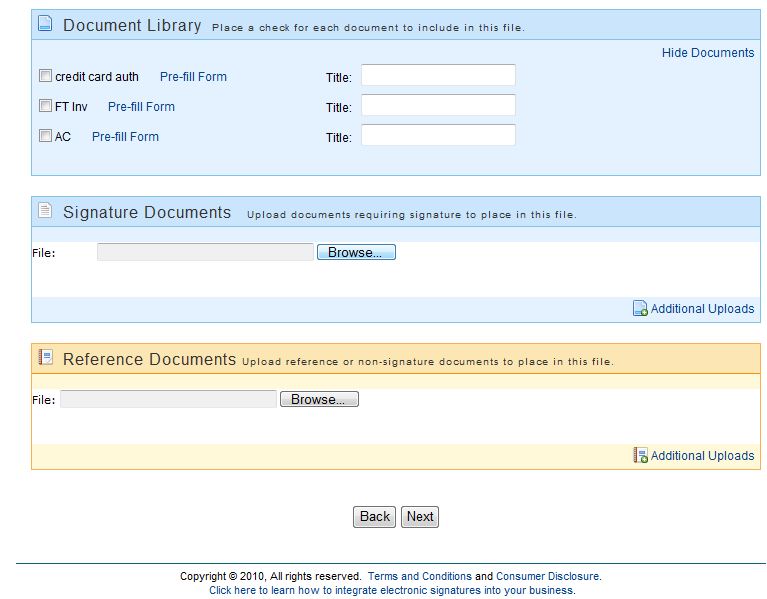 Document Library Place a check for each document to include in this file.
Hide Documents
credit card auth Pre-fill Form Title:
FT Inv Pre-fill Form Title:
AC Pre-fill Form Title:
Signature Documents Upload documents requiring signature to place in this file.
File: Browse...
Additional Uploads
Reference Documents Upload reference or non-signature documents to place in this file.
File: Browse...
Additional Uploads
Back Next
Copyright © 2010, All rights reserved. Terms and Conditions and Consumer Disclosure.
Click here to learn how to integrate electronic signatures into your business.